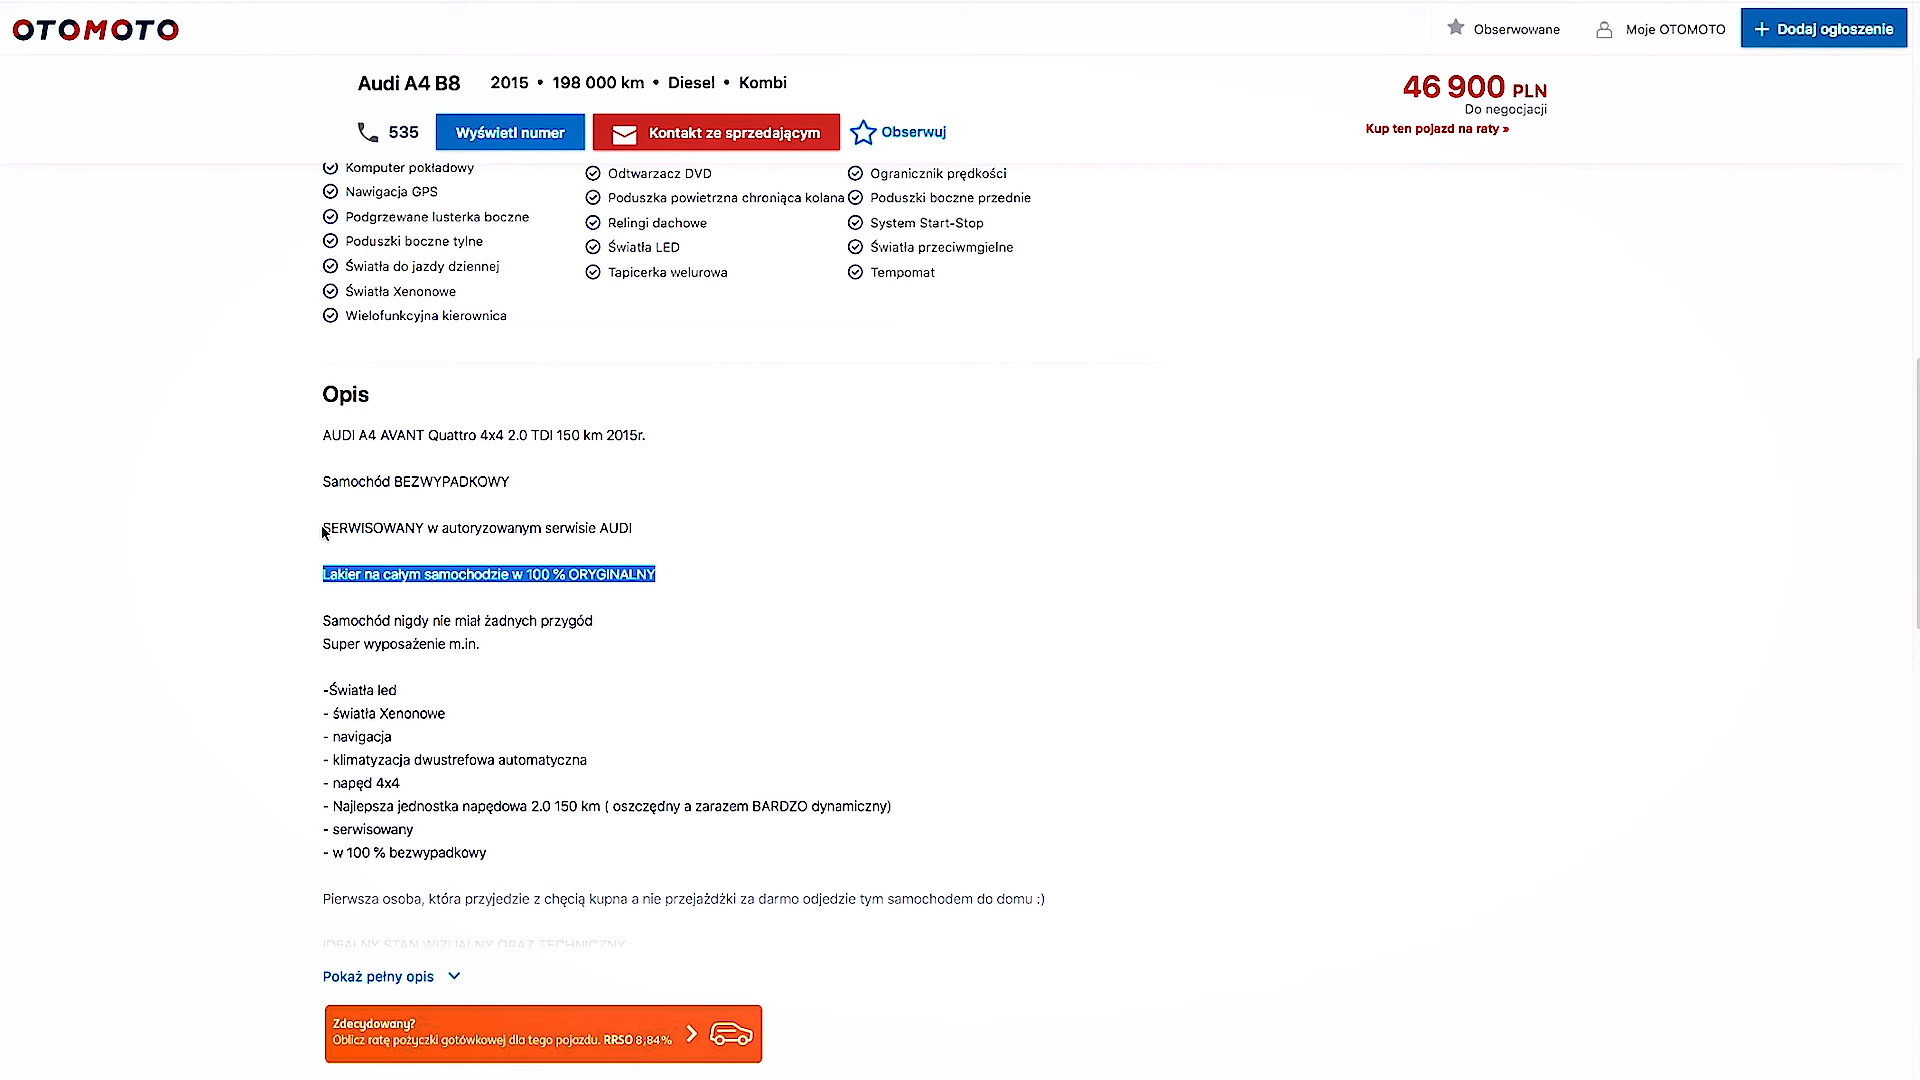 OTOMOTO
Obserwowane
Moje OTOMOTO
+ Dodaj ogłoszenie
Audi A4 B8
2015 • 198 000 km • Diesel • Kombi
46 900 PLN
Do negocjacji
Kup ten pojazd na raty »
535
Wyświetl numer
Kontakt ze sprzedającym
Obserwuj
Komputer pokładowy
Nawigacja GPS
Podgrzewane lusterka boczne
Poduszki boczne tylne
Światła do jazdy dziennej
Światła Xenonowe
Wielofunkcyjna kierownica
Odtwarzacz DVD
Poduszka powietrzna chroniąca kolana
Relingi dachowe
Światła LED
Tapicerka welurowa
Ogranicznik prędkości
Poduszki boczne przednie
System Start-Stop
Światła przeciwmgielne
Tempomat
Opis
AUDI A4 AVANT Quattro 4x4 2.0 TDI 150 km 2015r.
Samochód BEZWYPADKOWY
SERWISOWANY w autoryzowanym serwisie AUDI
Lakier na całym samochodzie w 100 % ORYGINALNY
Samochód nigdy nie miał żadnych przygód
Super wyposażenie m.in.
-Światła led
- światła Xenonowe
- navigacja
- klimatyzacja dwustrefowa automatyczna
- napęd 4x4
- Najlepsza jednostka napędowa 2.0 150 km ( oszczędny a zarazem BARDZO dynamiczny)
- serwisowany
- w 100 % bezwypadkowy
Pierwsza osoba, która przyjedzie z chęcią kupna a nie przejażdżki za darmo odjedzie tym samochodem do domu :)
IDEALNY STAN WIZUALNY ORAZ TECHNICZNY
Pokaż pełny opis
Zdecydowany?
Oblicz ratę pożyczki gotówkowej dla tego pojazdu. RRSO 8,84%